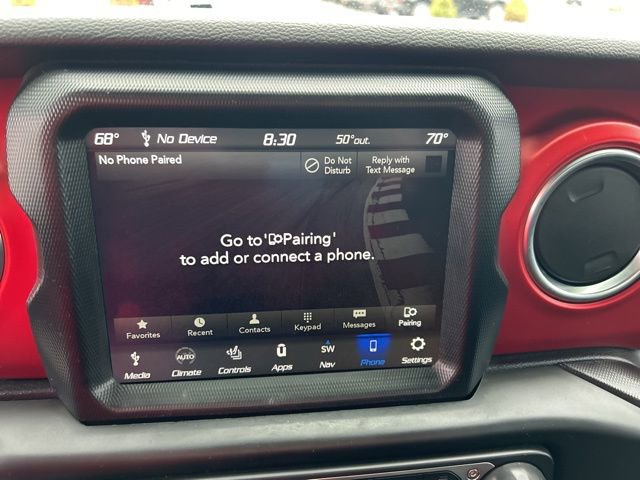 68° No Device 8:30 50°out. 70°
No Phone Paired
Do Not
Disturb
Reply with
Text Message
Go to 'Pairing'
to add or connect a phone.
Favorites Recent Contacts Keypad Messages Pairing
AUTO SW
Media Climate Controls Apps Nav Phone Settings